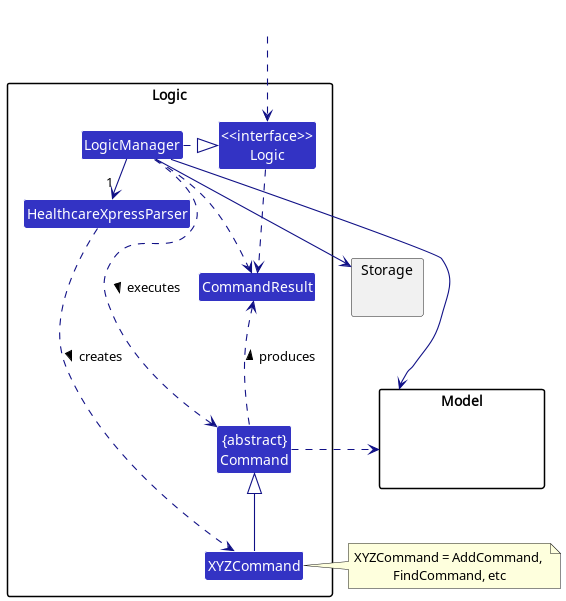 Logic
LogicManager
<<interface>>
Logic
1
HealthcareXpressParser
Storage
CommandResult
executes
creates
produces
Model
{abstract}
Command
XYZCommand
XYZCommand = AddCommand,
FindCommand, etc